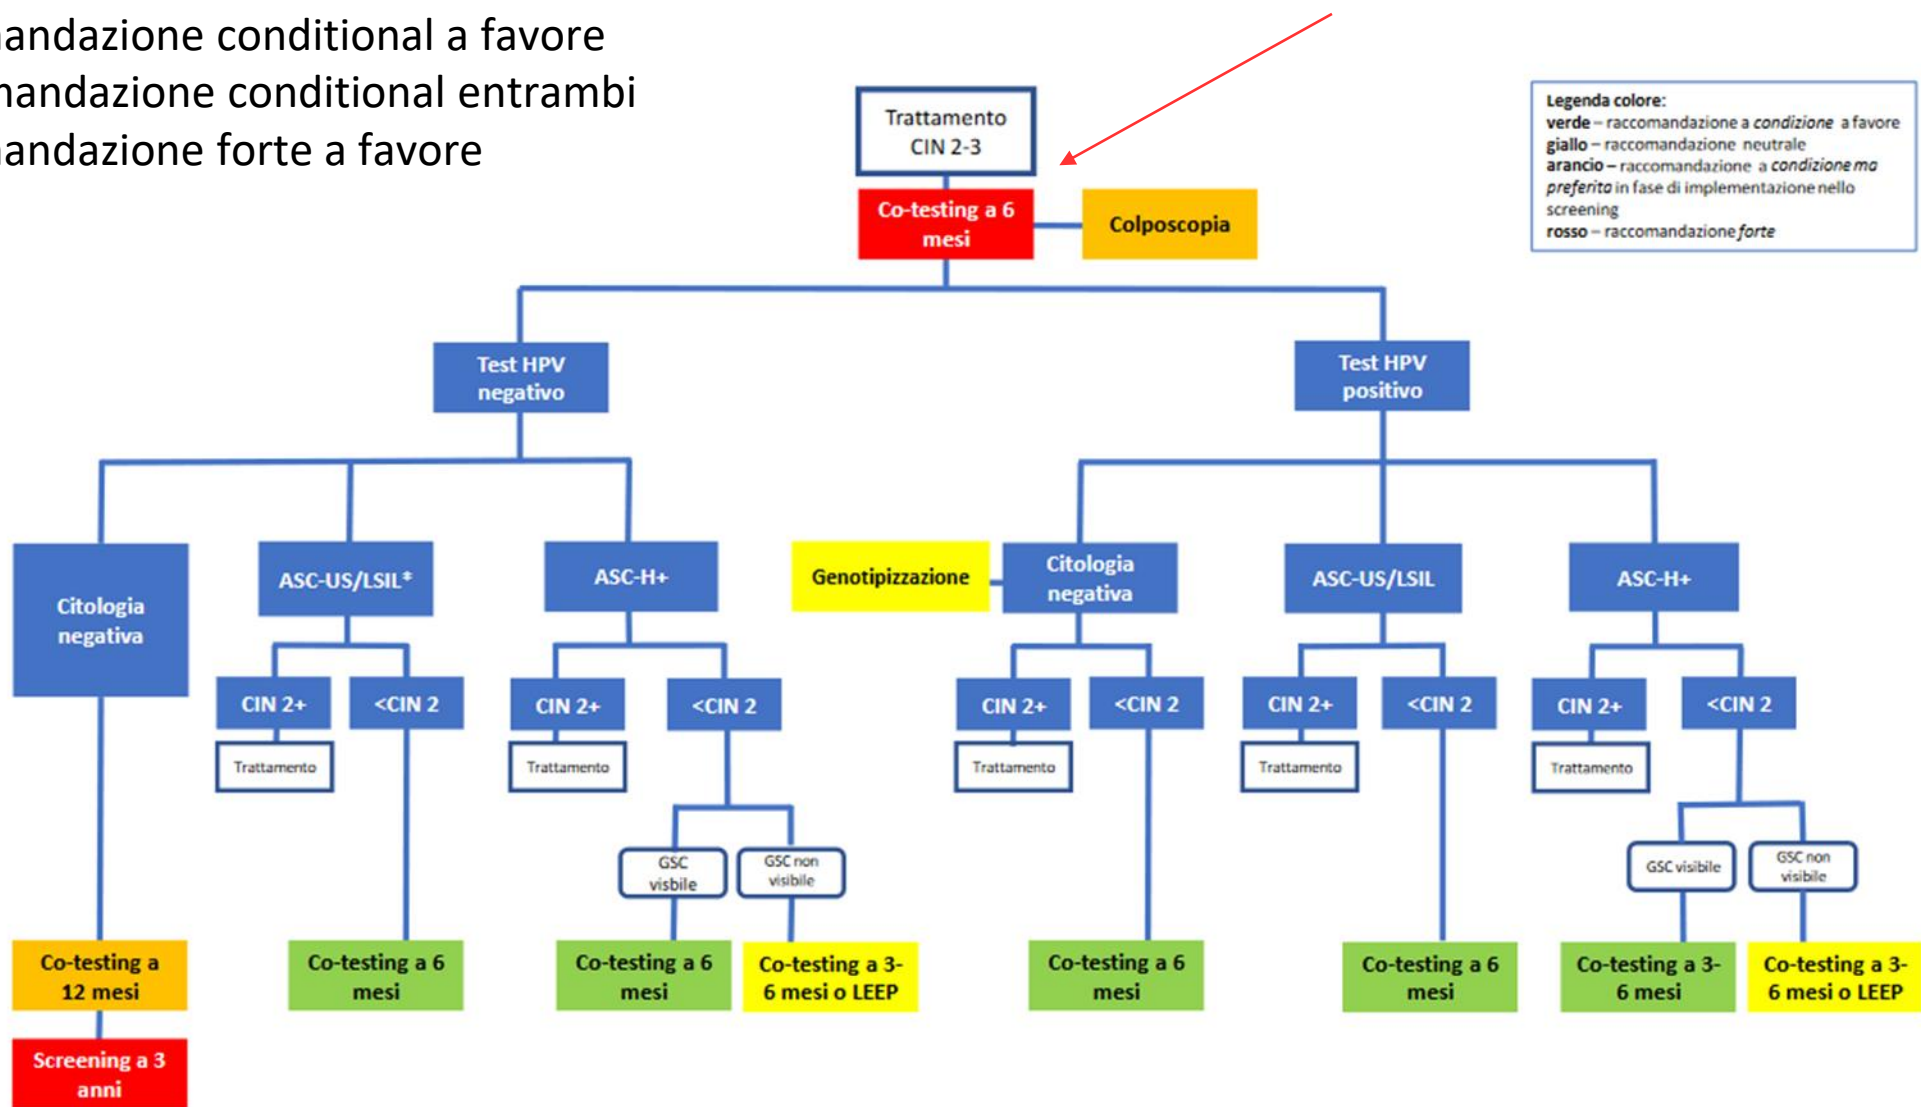 andazione conditional a favore
nandazione conditional entrambi
andazione forte a favore
Trattamento
CIN 2-3
Legenda colore:
verde – raccomandazione a condizione a favore
giallo – raccomandazione neutrale
arancio – raccomandazione a condizione ma
preferita in fase di implementazione nello
screening
rosso – raccomandazione forte
Co-testing a 6
mesi
Colposcopia
Test HPV
negativo
Test HPV
positivo
Citologia
negativa
ASC-US/LSIL*
ASC-H+
Genotipizzazione
Citologia
negativa
ASC-US/LSIL
ASC-H+
CIN 2+
<CIN 2
CIN 2+
<CIN 2
CIN 2+
<CIN 2
CIN 2+
<CIN 2
CIN 2+
<CIN 2
Trattamento
Trattamento
Trattamento
Trattamento
Trattamento
GSC
visbile
GSC non
visibile
GSC visibile
GSC non
visibile
Co-testing a
12 mesi
Co-testing a 6
mesi
Co-testing a 6
mesi
Co-testing a 3-
6 mesi o LEEP
Co-testing a 6
mesi
Co-testing a 6
mesi
Co-testing a 3-
6 mesi
Co-testing a 3-
6 mesi o LEEP
Screening a 3
anni